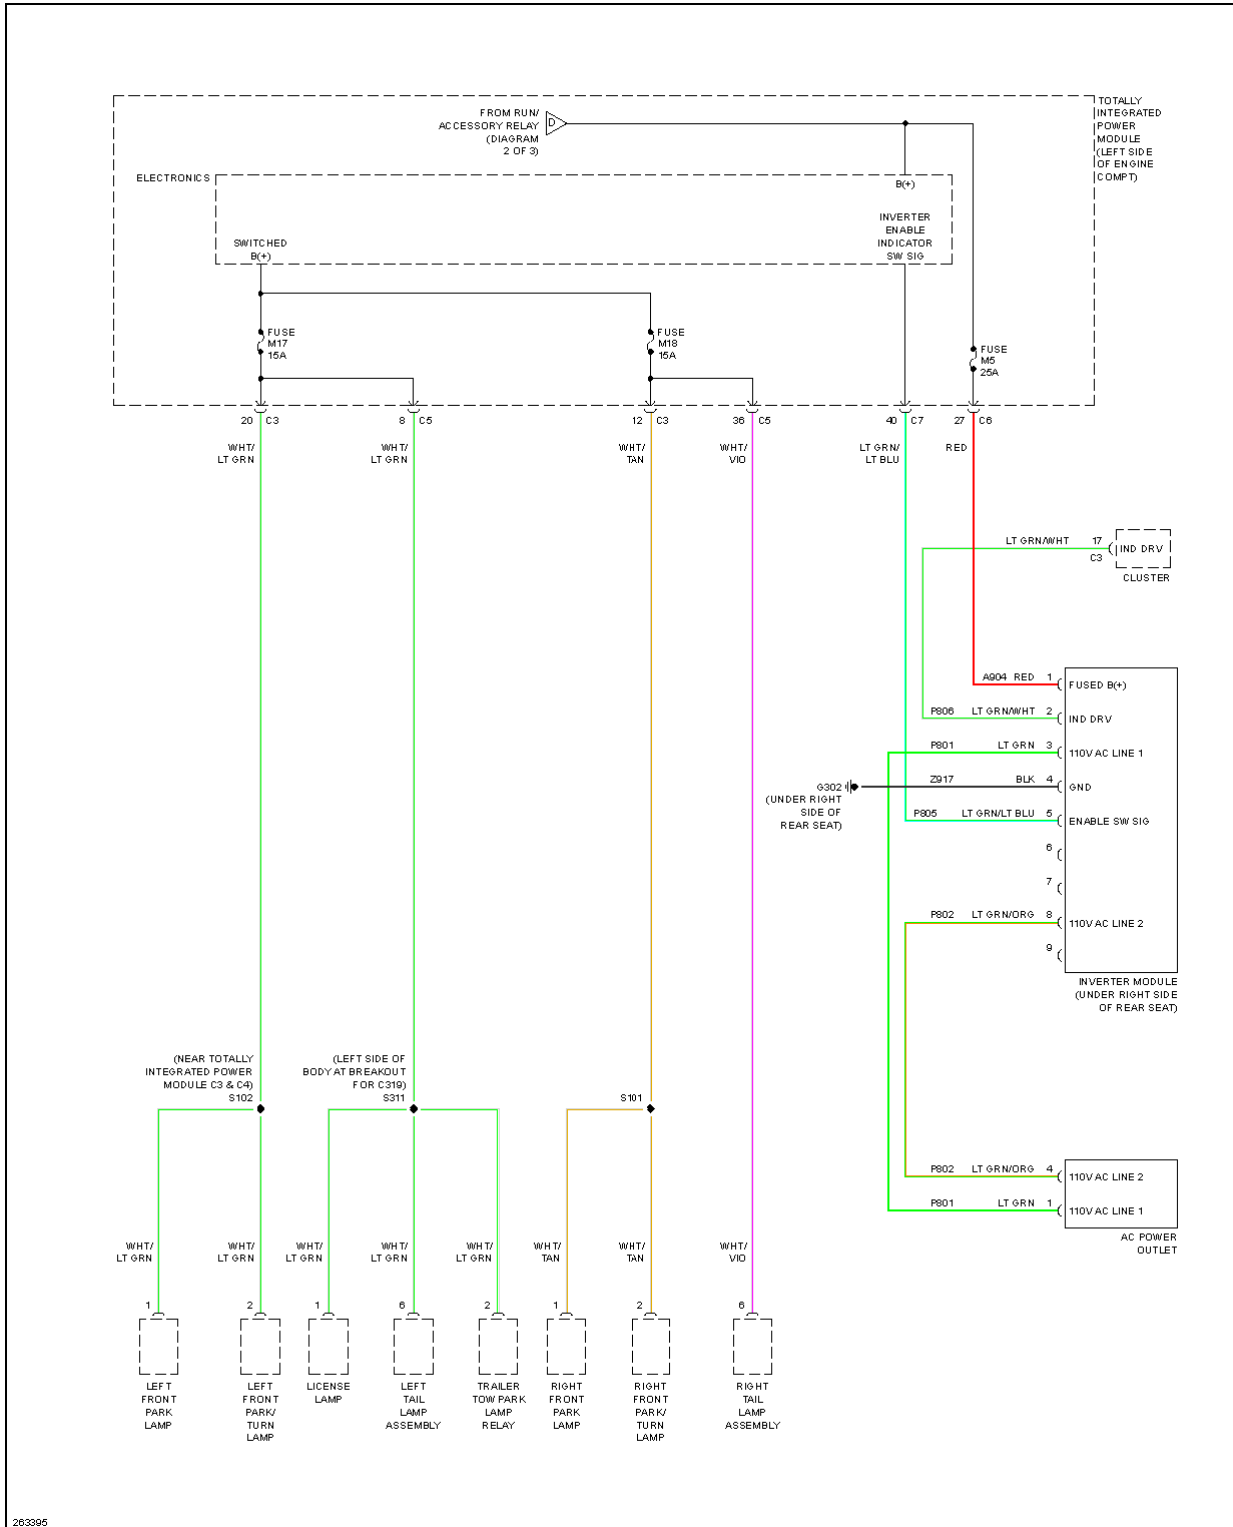 FROM RUN/
ACCESSORY RELAY
(DIAGRAM
2 OF 3)
D
TOTALLY
INTEGRATED
POWER
MODULE
(LEFT SIDE
OF ENGINE
COMPT)
ELECTRONICS
B(+)
INVERTER
ENABLE
INDICATOR
SW SIG
SWITCHED
B(+)
FUSE
M17
15A
FUSE
M18
15A
FUSE
M5
25A
20 C3
8 C5
12 C3
36 C5
40 C7
27 C6
WHT/
LT GRN
WHT/
LT GRN
WHT/
TAN
WHT/
VIO
LT GRN/
LT BLU
RED
LT GRN/WHT 17
C3
IND DRV
CLUSTER
A904 RED 1 FUSED B(+)
P806 LT GRN/WHT 2 IND DRV
P801 LT GRN 3 110V AC LINE 1
G302
(UNDER RIGHT
SIDE OF
REAR SEAT)
Z917 BLK 4 GND
P805 LT GRN/LT BLU 5 ENABLE SW SIG
6
7
P802 LT GRN/ORG 8 110V AC LINE 2
9
INVERTER MODULE
(UNDER RIGHT SIDE
OF REAR SEAT)
(NEAR TOTALLY
INTEGRATED POWER
MODULE C3 & C4)
S102
(LEFT SIDE OF
BODY AT BREAKOUT
FOR C319)
S311
S101
P802 LT GRN/ORG 4 110V AC LINE 2
P801 LT GRN 1 110V AC LINE 1
AC POWER
OUTLET
WHT/
LT GRN
WHT/
LT GRN
WHT/
LT GRN
WHT/
LT GRN
WHT/
LT GRN
WHT/
TAN
WHT/
TAN
WHT/
VIO
1
2
1
6
2
1
2
6
LEFT
FRONT
PARK
LAMP
LEFT
FRONT
PARK/
TURN
LAMP
LICENSE
LAMP
LEFT
TAIL
LAMP
ASSEMBLY
TRAILER
TOW PARK
LAMP
RELAY
RIGHT
FRONT
PARK
LAMP
RIGHT
FRONT
PARK/
TURN
LAMP
RIGHT
TAIL
LAMP
ASSEMBLY
263395